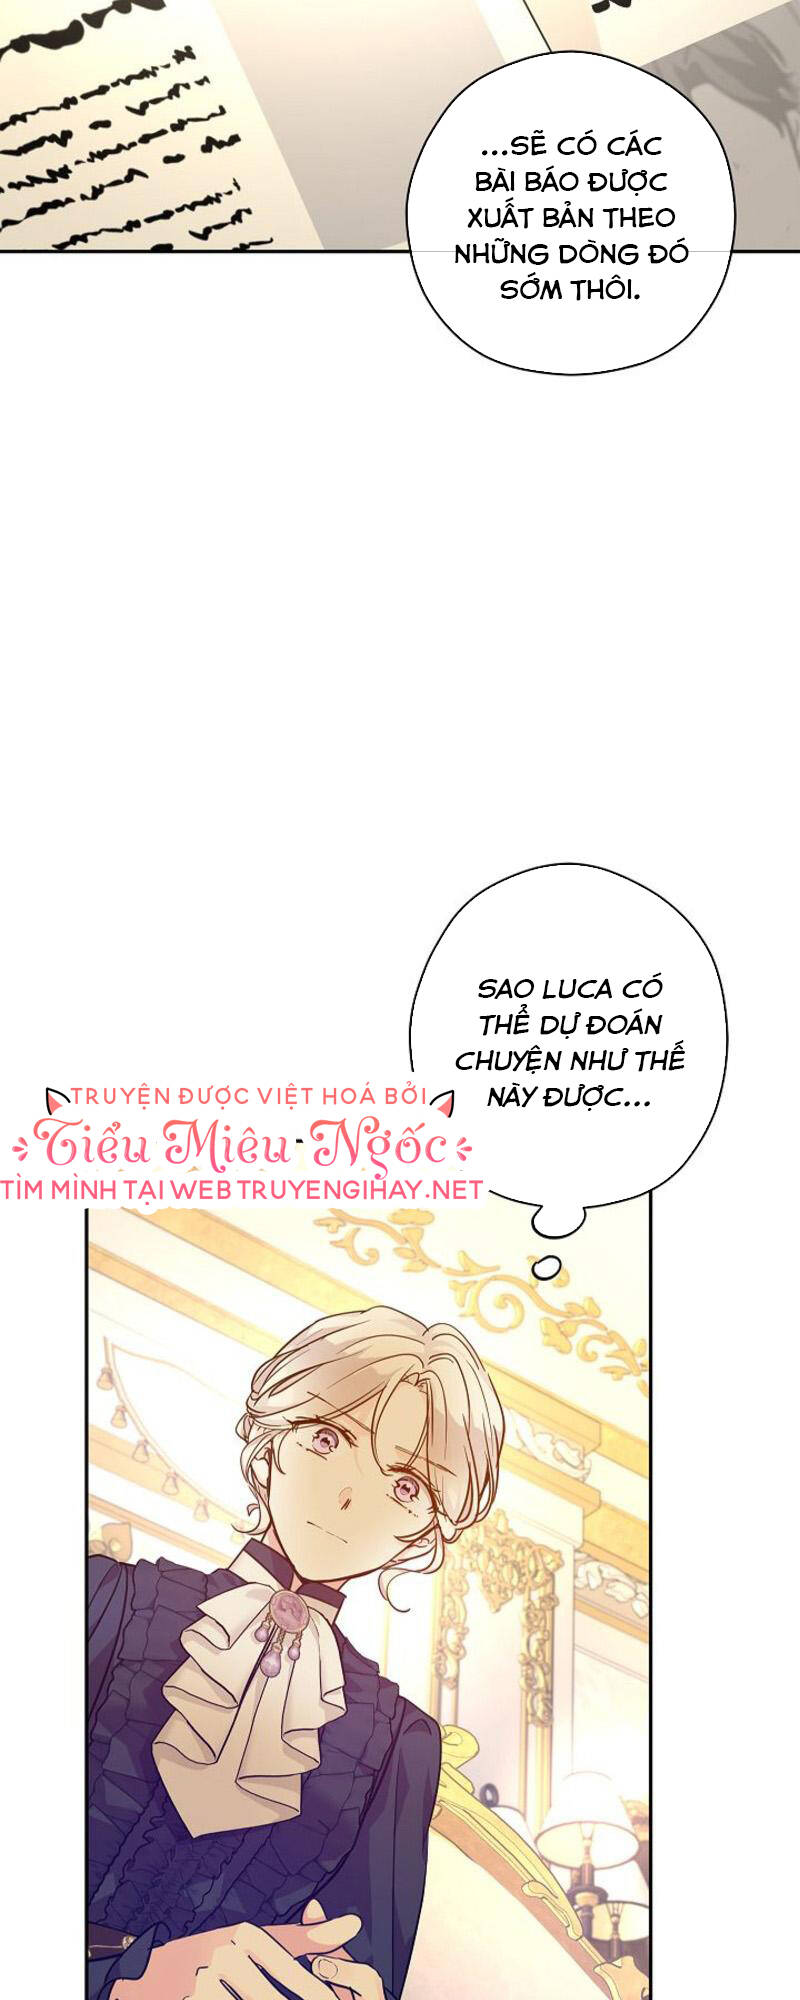 ...SẼ CÓ CÁC
BÀI BÁO ĐƯỢC
XUẤT BẢN THEO
NHỮNG DÒNG ĐÓ
SỚM THÔI.
SAO LUCA CÓ
THỂ DỰ ĐOÁN
CHUYỆN NHƯ THẾ
NÀY ĐƯỢC...
TRUYỆN ĐƯỢC VIỆT HOÁ BỞI
Tiểu Miêu Ngốc
TÌM MÌNH TẠI WEB TRUYENGIHAY.NET